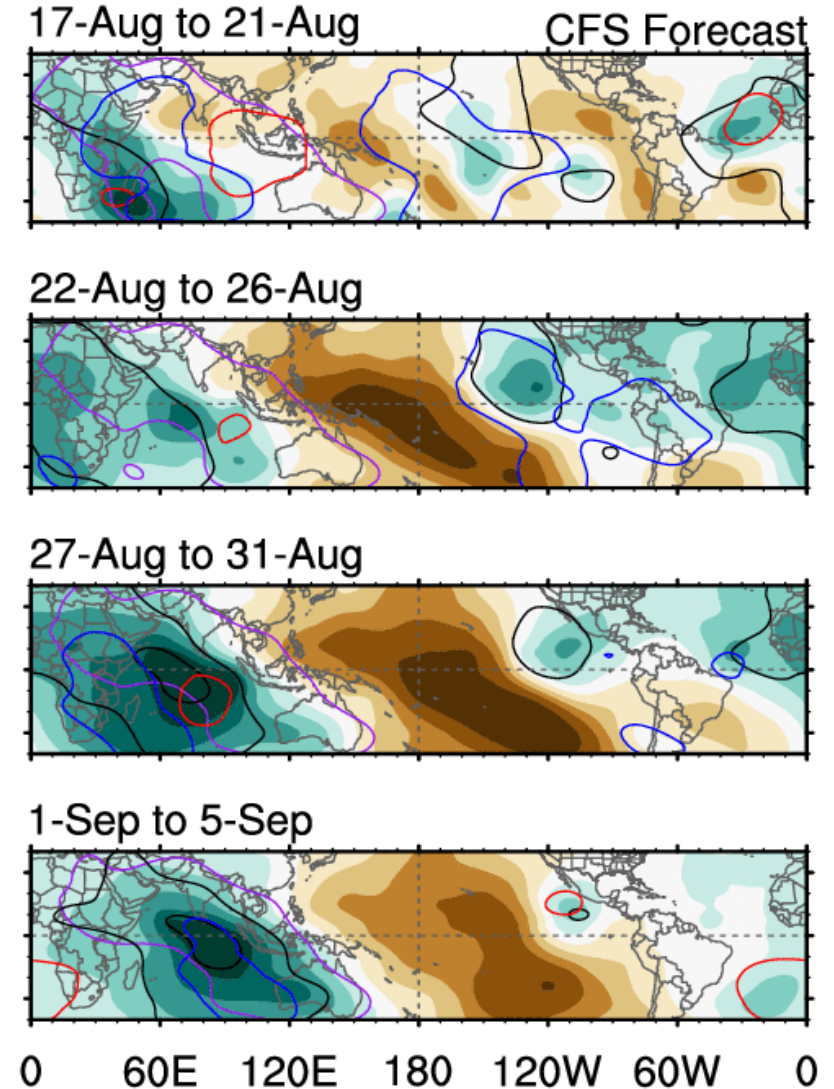 17-Aug to 21-Aug CFS Forecast
22-Aug to 26-Aug
27-Aug to 31-Aug
1-Sep to 5-Sep
0 60E 120E 180 120W 60W 0